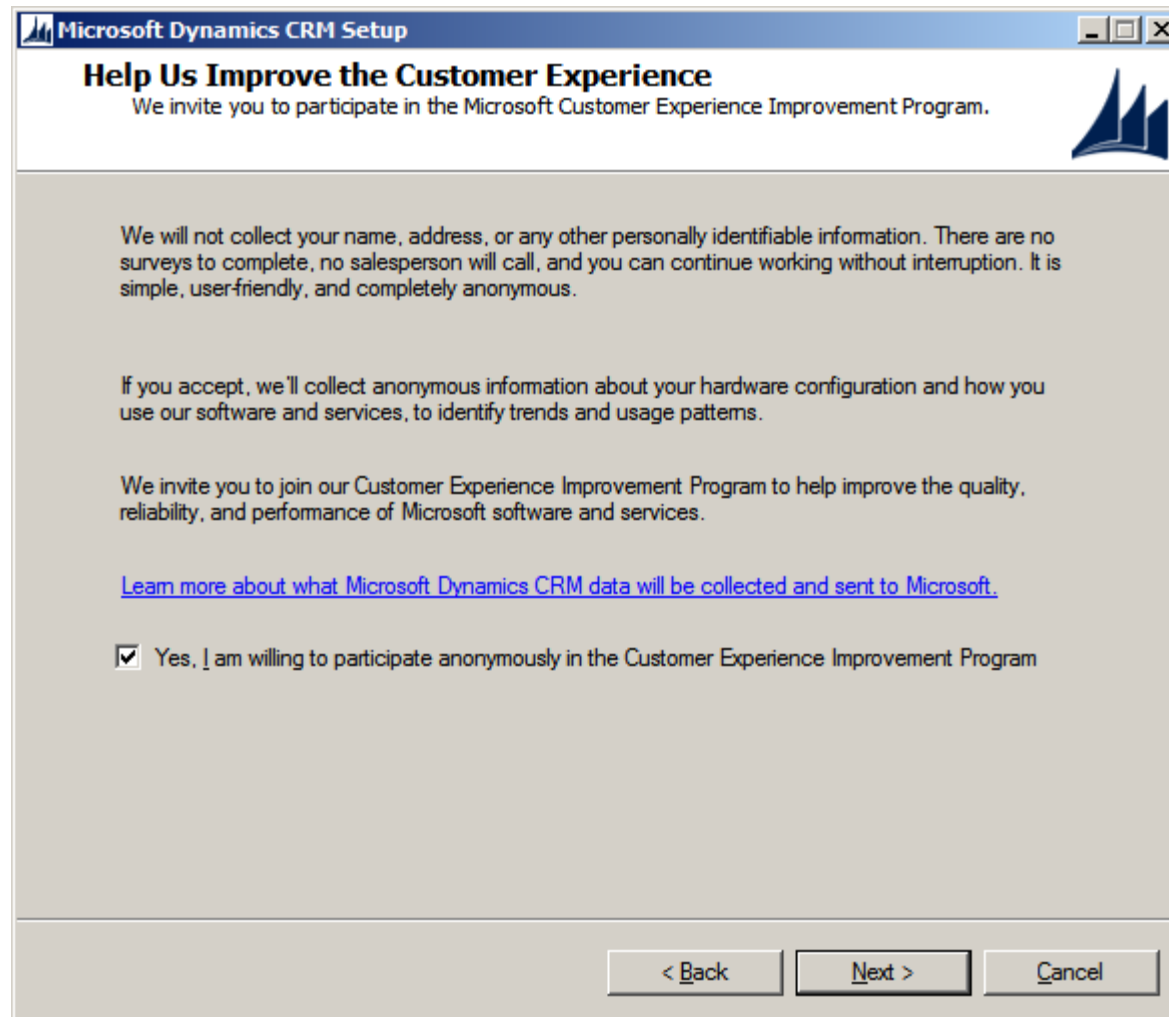 Microsoft Dynamics CRM Setup
Help Us Improve the Customer Experience
We invite you to participate in the Microsoft Customer Experience Improvement Program.
We will not collect your name, address, or any other personally identifiable information. There are no
surveys to complete, no salesperson will call, and you can continue working without interruption. It is
simple, user-friendly, and completely anonymous.
If you accept, we'll collect anonymous information about your hardware configuration and how you
use our software and services, to identify trends and usage patterns.
We invite you to join our Customer Experience Improvement Program to help improve the quality,
reliability, and performance of Microsoft software and services.
Learn more about what Microsoft Dynamics CRM data will be collected and sent to Microsoft.
Yes, I am willing to participate anonymously in the Customer Experience Improvement Program
< Back Next > Cancel